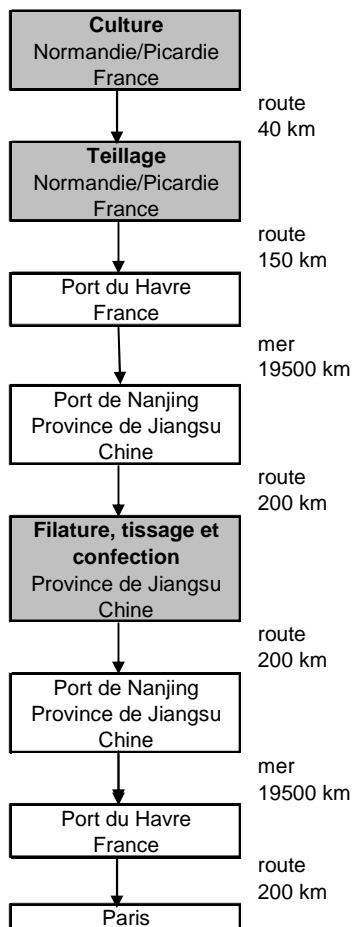 Culture
Normandie/Picardie
France
route
40 km
Teillage
Normandie/Picardie
France
route
150 km
Port du Havre
France
mer
19500 km
Port de Nanjing
Province de Jiangsu
Chine
route
200 km
Filature, tissage et
confection
Province de Jiangsu
Chine
route
200 km
Port de Nanjing
Province de Jiangsu
Chine
mer
19500 km
Port du Havre
France
route
200 km
Paris